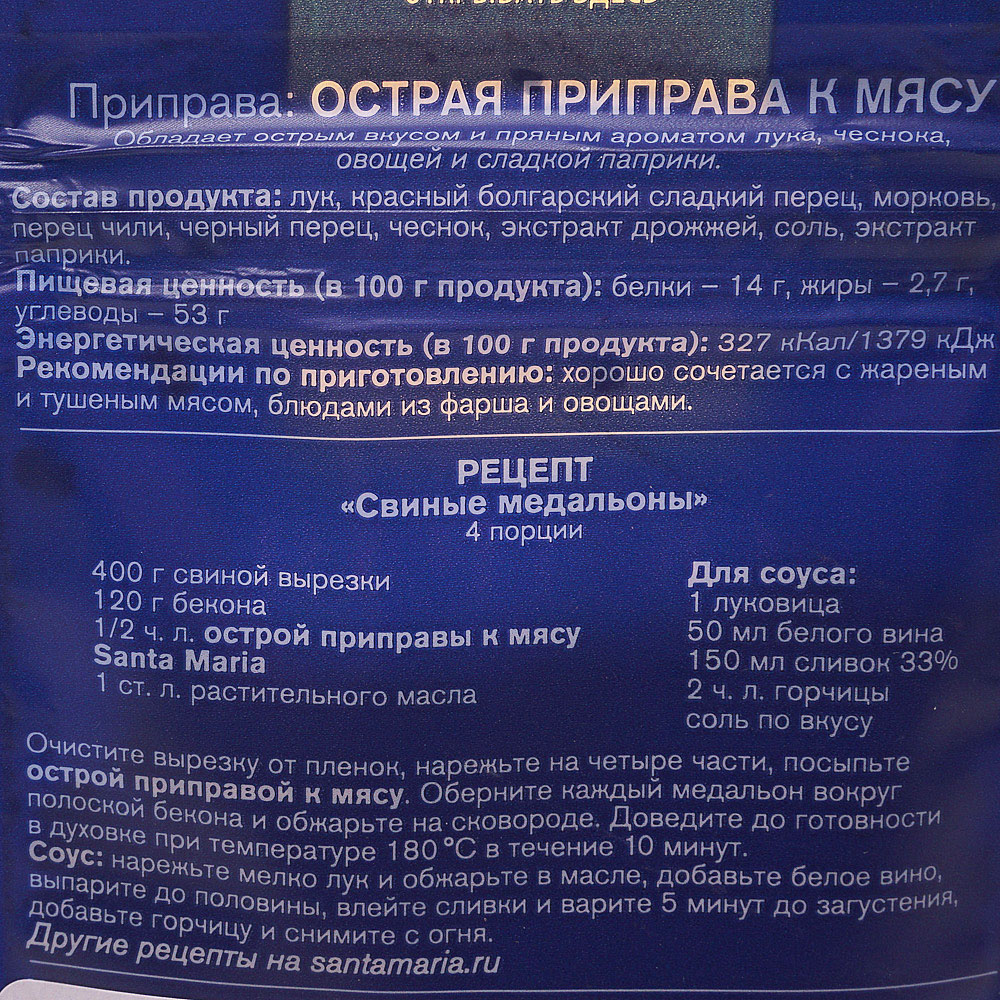 ОТКРЫВАТЬ ЗДЕСЬ
Приправа: ОСТРАЯ ПРИПРАВА К МЯСУ
Обладает острым вкусом и пряным ароматом лука, чеснока,
овощей и сладкой паприки.
Состав продукта: лук, красный болгарский сладкий перец, морковь,
перец чили, черный перец, чеснок, экстракт дрожжей, соль, экстракт
паприки.
Пищевая ценность (в 100 г продукта): белки – 14 г, жиры – 2,7 г,
углеводы – 53 г
Энергетическая ценность (в 100 г продукта): 327 кКал/1379 кДж
Рекомендации по приготовлению: хорошо сочетается с жареным
и тушеным мясом, блюдами из фарша и овощами.
РЕЦЕПТ
«Свиные медальоны»
4 порции
400 г свиной вырезки
120 г бекона
1/2 ч. л. острой приправы к мясу
Santa Maria
1 ст. л. растительного масла
Для соуса:
1 луковица
50 мл белого вина
150 мл сливок 33%
2 ч. л. горчицы
соль по вкусу
Очистите вырезку от пленок, нарежьте на четыре части, посыпьте
острой приправой к мясу. Оберните каждый медальон вокруг
полоской бекона и обжарьте на сковороде. Доведите до готовности
в духовке при температуре 180 °C в течение 10 минут.
Соус: нарежьте мелко лук и обжарьте в масле, добавьте белое вино,
выпарите до половины, влейте сливки и варите 5 минут до загустения,
добавьте горчицу и снимите с огня.
Другие рецепты на santamaria.ru